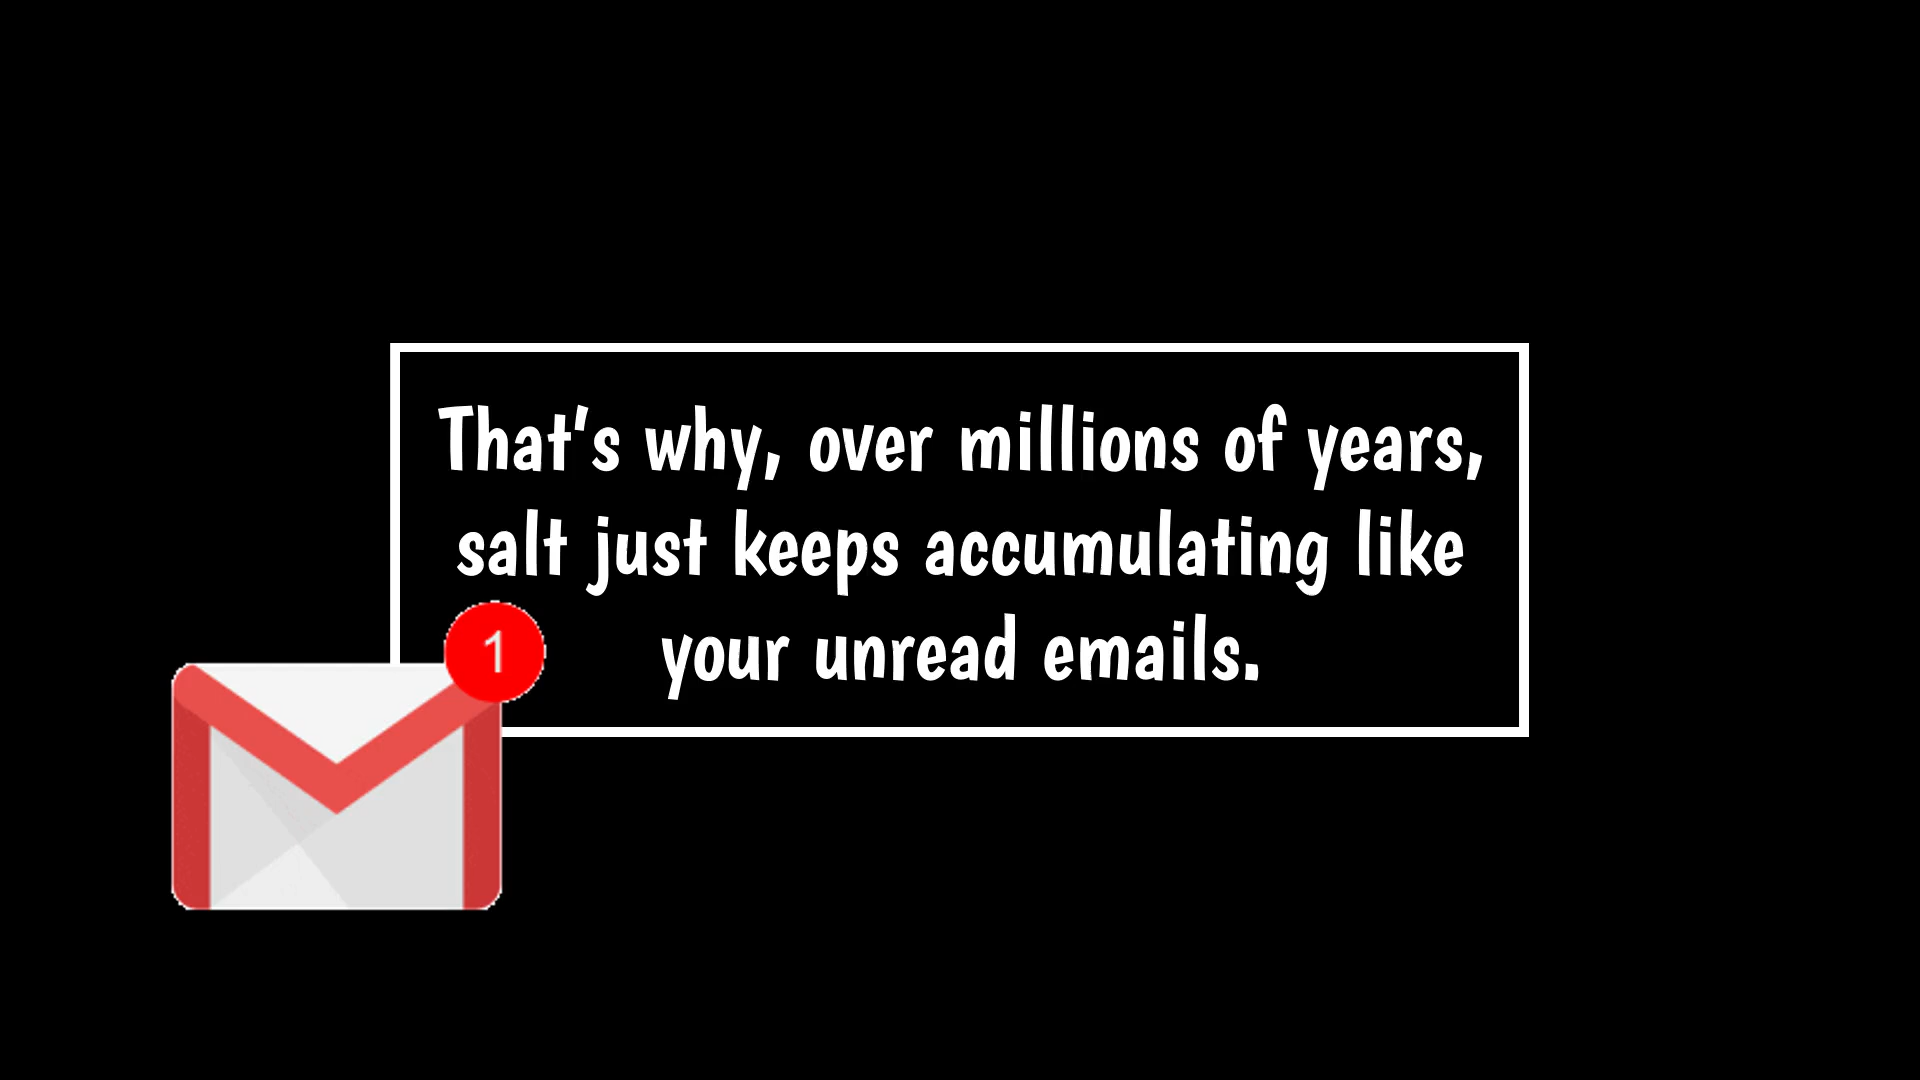 That's why, over millions of years,
salt just keeps accumulating like
your unread emails.
1